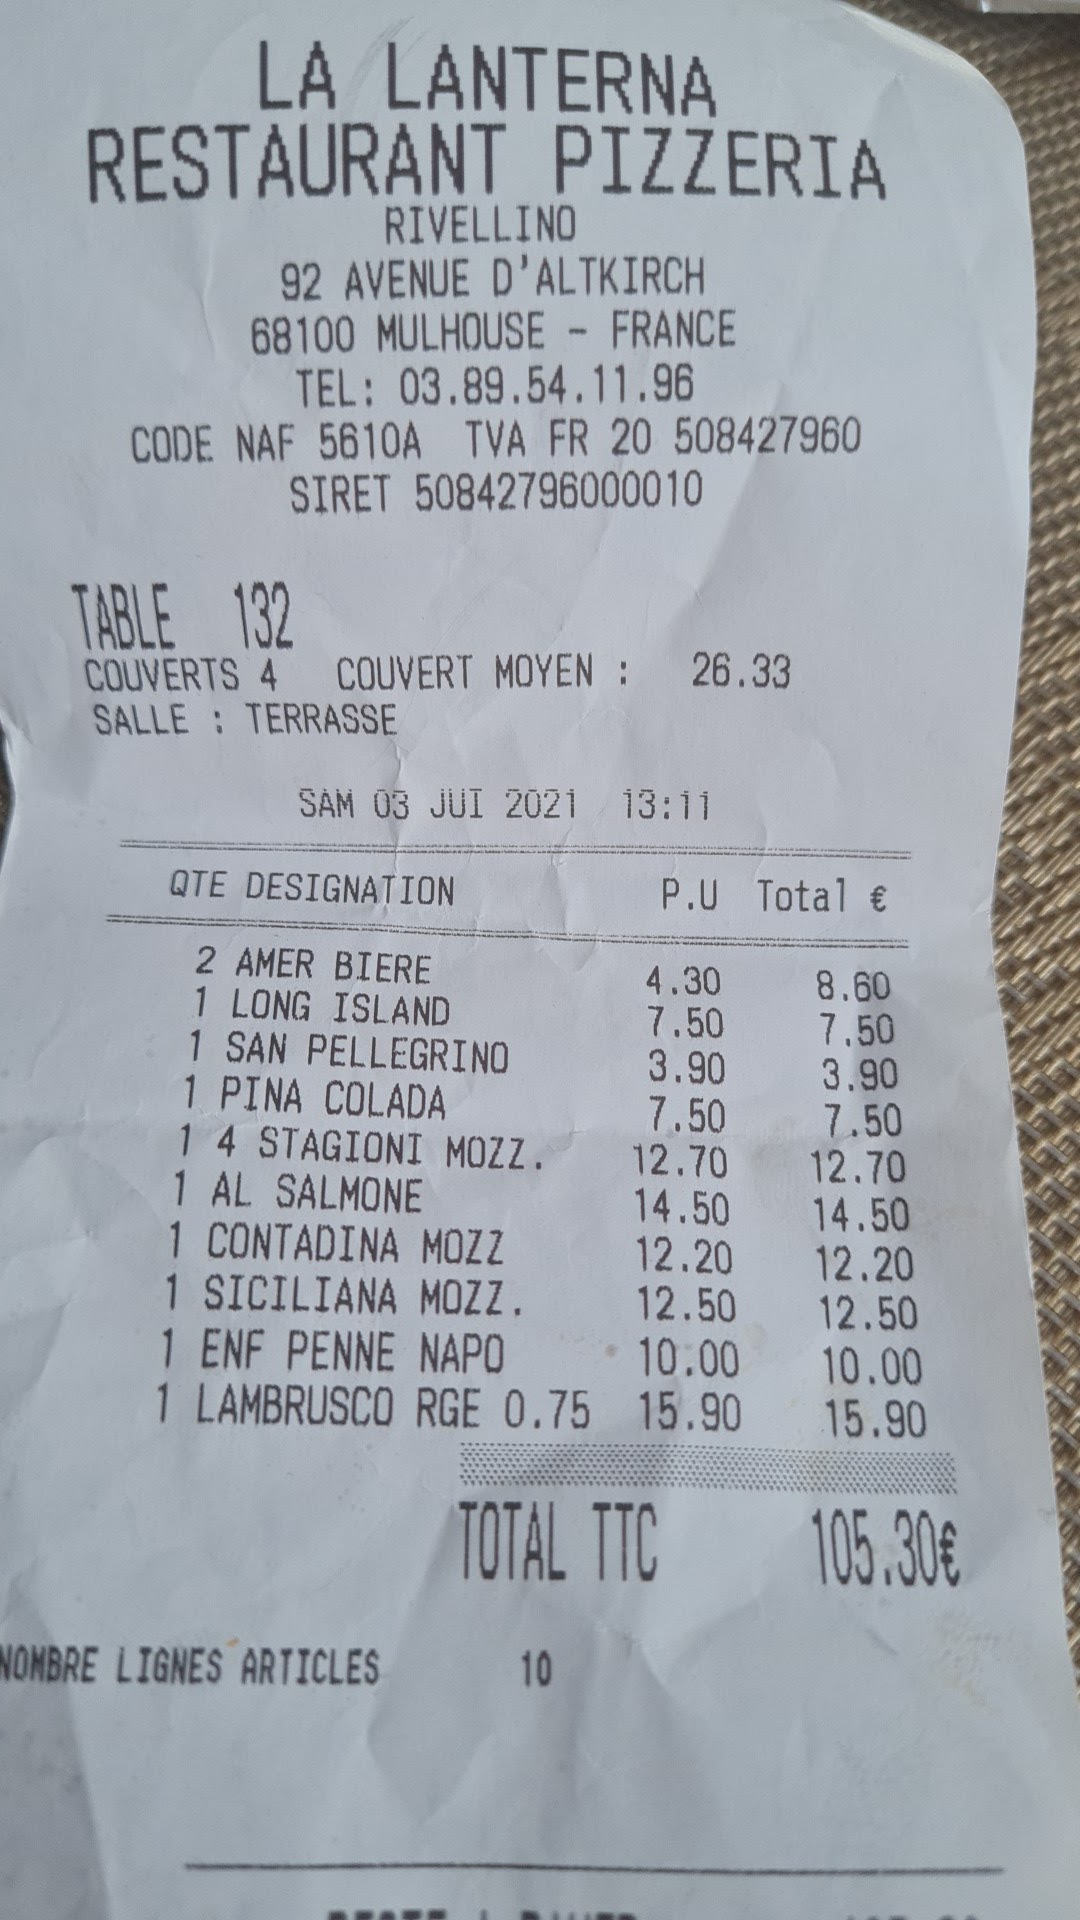 LA LANTERNA
RESTAURANT PIZZERIA
RIVELLINO
92 AVENUE D'ALTKIRCH
68100 MULHOUSE - FRANCE
TEL: 03.89.54.11.96
CODE NAF 5610A TVA FR 20 508427960
SIRET 50842796000010
TABLE 132
COUVERTS 4 COUVERT MOYEN : 26.33
SALLE : TERRASSE
SAM 03 JUI 2021 13:11
QTE DESIGNATION P.U Total €
2 AMER BIERE 4.30 8.60
1 LONG ISLAND 7.50 7.50
1 SAN PELLEGRINO 3.90 3.90
1 PINA COLADA 7.50 7.50
1 4 STAGIONI MOZZ. 12.70 12.70
1 AL SALMONE 14.50 14.50
1 CONTADINA MOZZ 12.20 12.20
1 SICILIANA MOZZ. 12.50 12.50
1 ENF PENNE NAPO 10.00 10.00
1 LAMBRUSCO RGE 0.75 15.90 15.90
TOTAL TTC 105.30€
NOMBRE LIGNES ARTICLES 10